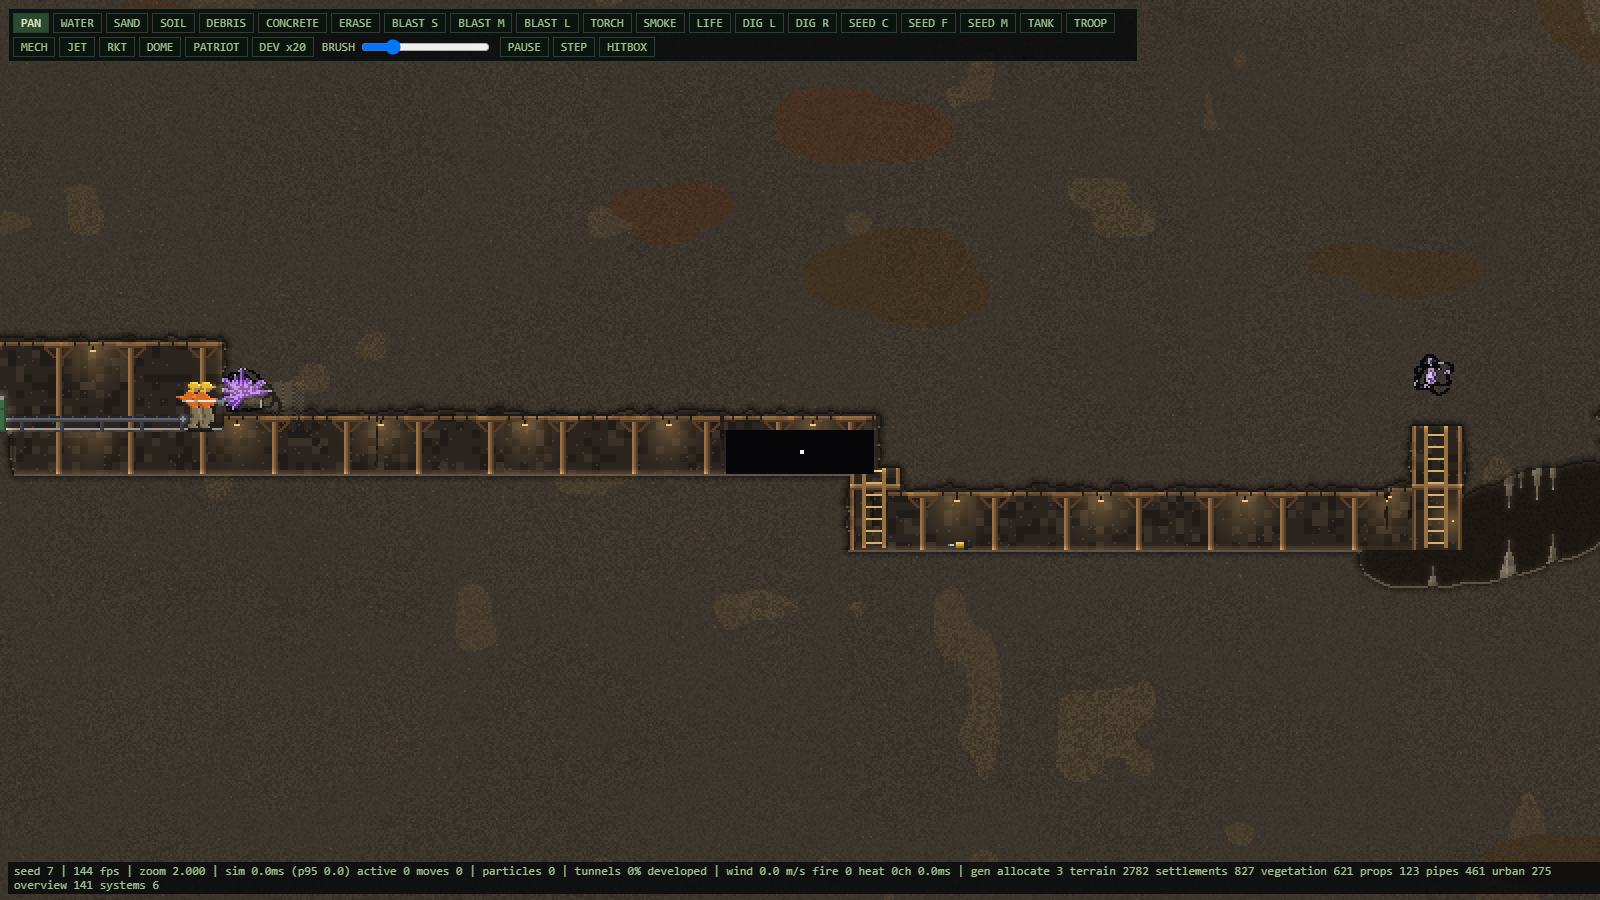 PAN WATER SAND SOIL DEBRIS CONCRETE ERASE BLAST S BLAST M BLAST L TORCH SMOKE LIFE DIG L DIG R SEED C SEED F SEED M TANK TROOP
MECH JET RKT DOME PATRIOT DEV x20 BRUSH PAUSE STEP HITBOX
seed 7 | 144 fps | zoom 2.000 | sim 0.0ms (p95 0.0) active 0 moves 0 | particles 0 | tunnels 0% developed | wind 0.0 m/s fire 0 heat 0ch 0.0ms | gen allocate 3 terrain 2782 settlements 827 vegetation 621 props 123 pipes 461 urban 275
overview 141 systems 6